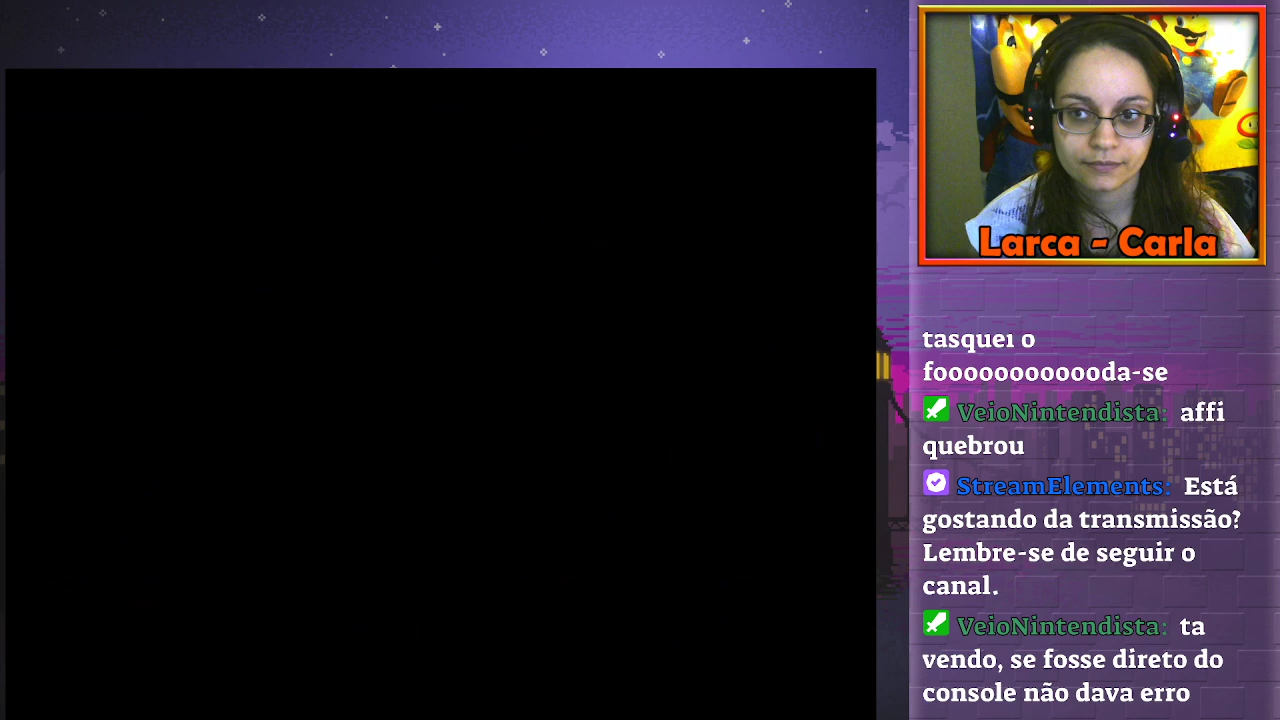 Larca - Carla
tasquei o
fooooooooooода-se
VeioNintendista: affi
quebrou
StreamElements: Está
gostando da transmissão?
Lembre-se de seguir o
canal.
VeioNintendista: ta
vendo, se fosse direto do
console não dava erro